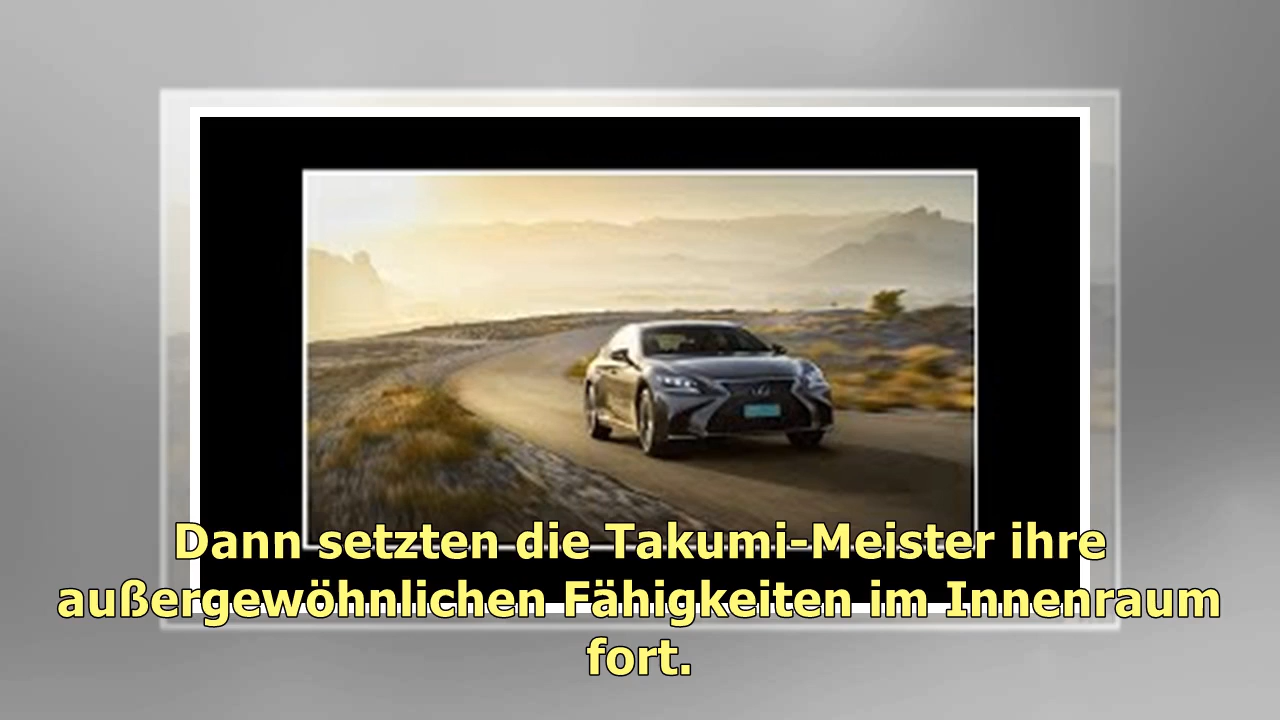 Dann setzten die Takumi-Meister ihre
außergewöhnlichen Fähigkeiten im Innenraum
fort.